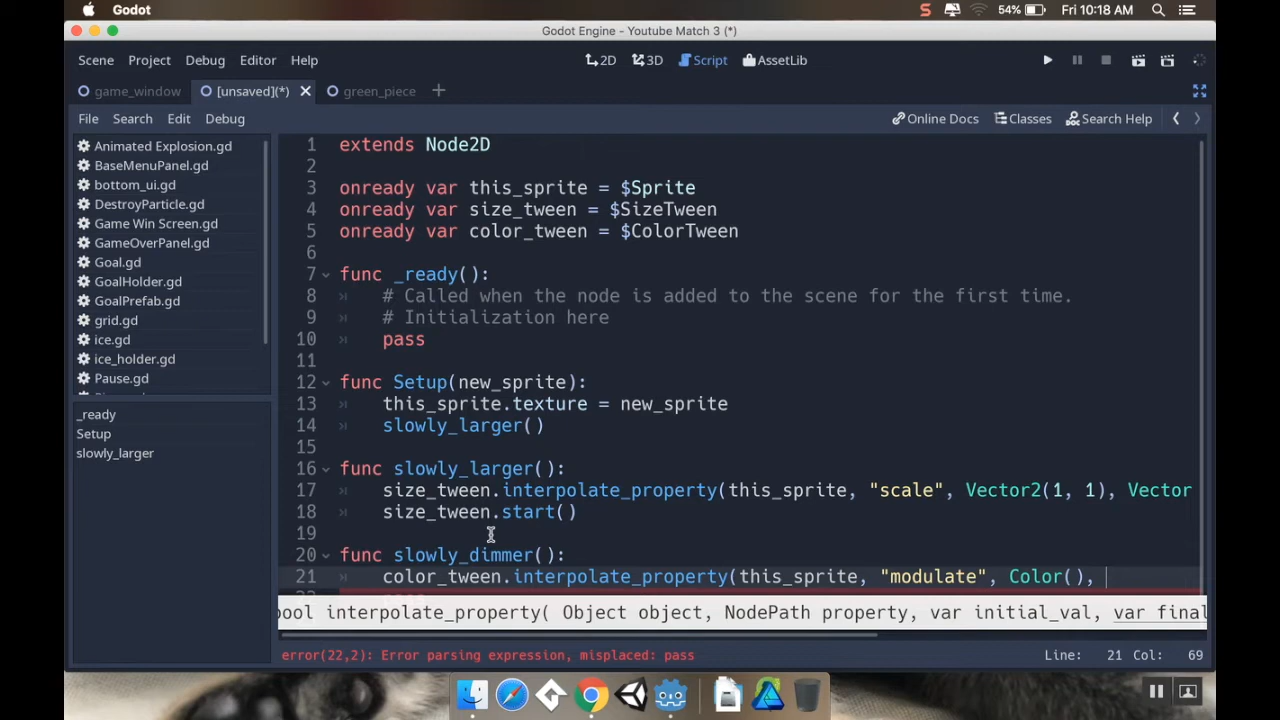 Godot
54%
Fri 10:18 AM
Godot Engine - Youtube Match 3 (*)
Scene Project Debug Editor Help
2D 3D Script AssetLib
game_window [unsaved](*) green_piece
File Search Edit Debug
Online Docs Classes Search Help
Animated Explosion.gd
BaseMenuPanel.gd
bottom_ui.gd
DestroyParticle.gd
Game Win Screen.gd
GameOverPanel.gd
Goal.gd
GoalHolder.gd
GoalPrefab.gd
grid.gd
ice.gd
ice_holder.gd
Pause.gd
_ready
Setup
slowly_larger
1 extends Node2D
2
3 onready var this_sprite = $Sprite
4 onready var size_tween = $SizeTween
5 onready var color_tween = $ColorTween
6
7 func _ready():
8 # Called when the node is added to the scene for the first time.
9 # Initialization here
10 pass
11
12 func Setup(new_sprite):
13 this_sprite.texture = new_sprite
14 slowly_larger()
15
16 func slowly_larger():
17 size_tween.interpolate_property(this_sprite, "scale", Vector2(1, 1), Vector
18 size_tween.start()
19
20 func slowly_dimmer():
21 color_tween.interpolate_property(this_sprite, "modulate", Color(),
bool interpolate_property( Object object, NodePath property, var initial_val, var final
error(22,2): Error parsing expression, misplaced: pass
Line: 21 Col: 69